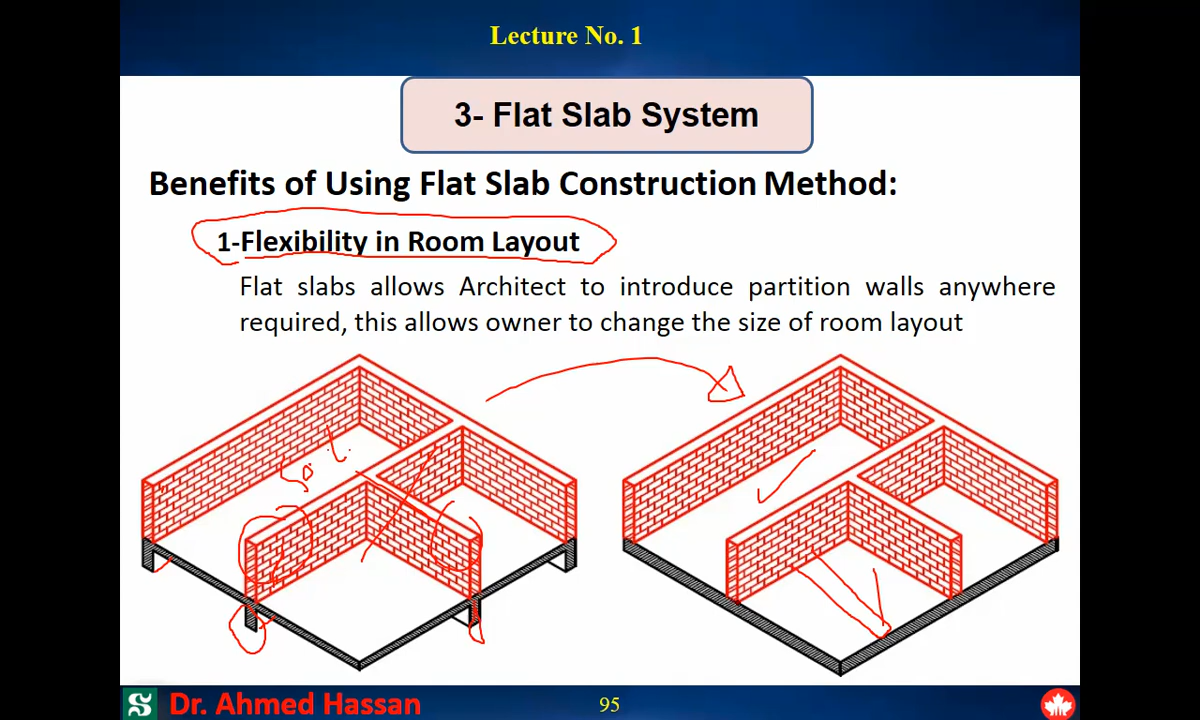 Lecture No. 1
3- Flat Slab System
Benefits of Using Flat Slab Construction Method:
1-Flexibility in Room Layout
Flat slabs allows Architect to introduce partition walls anywhere
required, this allows owner to change the size of room layout
Dr. Ahmed Hassan
95